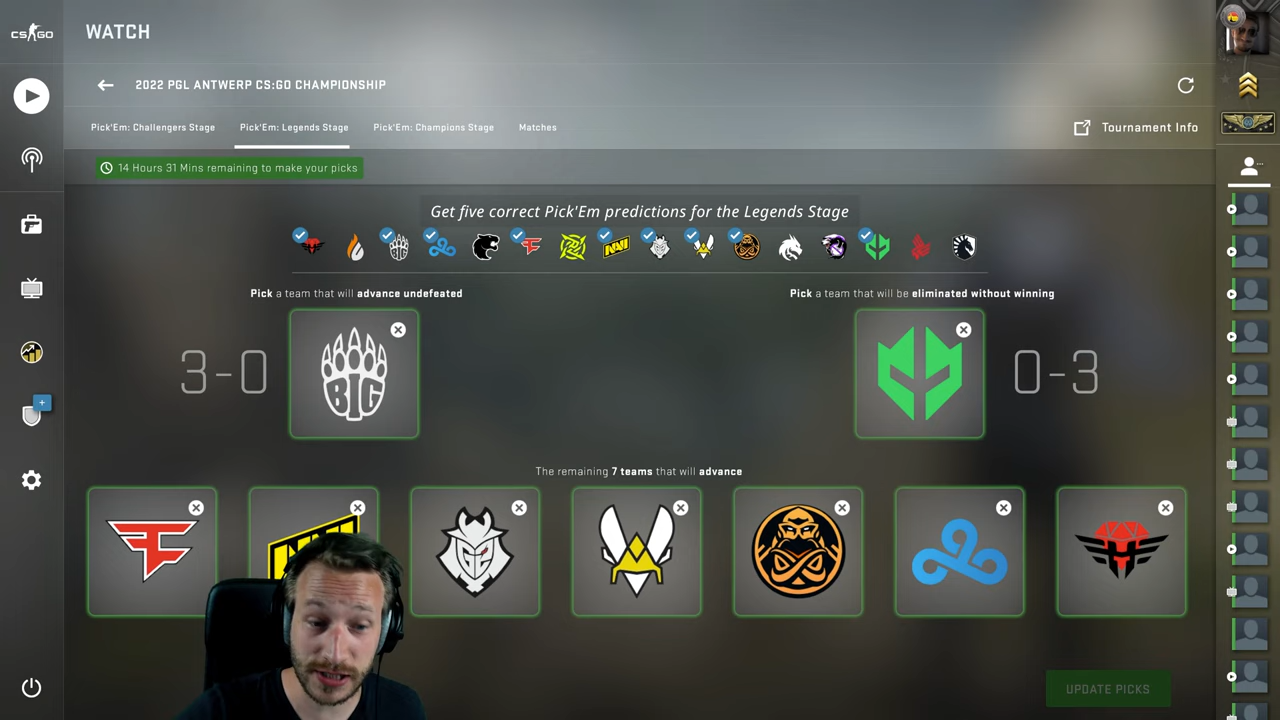 CS GO
WATCH
2022 PGL ANTWERP CS:GO CHAMPIONSHIP
Pick'Em: Challengers Stage
Pick'Em: Legends Stage
Pick'Em: Champions Stage
Matches
Tournament Info
14 Hours 31 Mins remaining to make your picks
Get five correct Pick'Em predictions for the Legends Stage
Pick a team that will advance undefeated
Pick a team that will be eliminated without winning
3-0
BIG
0-3
The remaining 7 teams that will advance
UPDATE PICKS